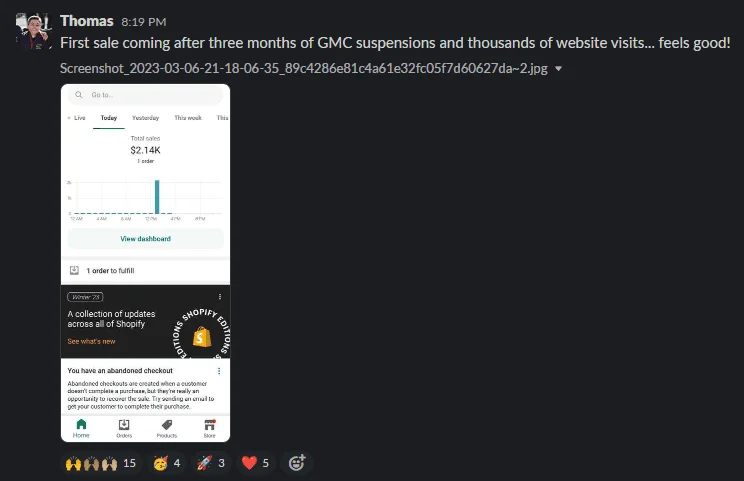 Thomas 8:19 PM
First sale coming after three months of GMC suspensions and thousands of website visits... feels good!
Screenshot_2023-03-06-21-18-06-35_89c4286e81c4a61e32fc05f7d60627da~2.jpg
Go to...
Live Today Yesterday This week This
Total sales
$2.14K
1 order
0
12 AM 4 AM 8 AM 12 PM 4 PM 8 PM
View dashboard
1 order to fulfill
Winter '23
A collection of updates
across all of Shopify
See what's new
SHOPIFY EDITIONS
You have an abandoned checkout
Abandoned checkouts are created when a customer
doesn't complete a purchase, but they're really an
opportunity to recover the sale. Try sending an email to
get your customer to complete their purchase.
Home Orders Products Store
15 4 3 5